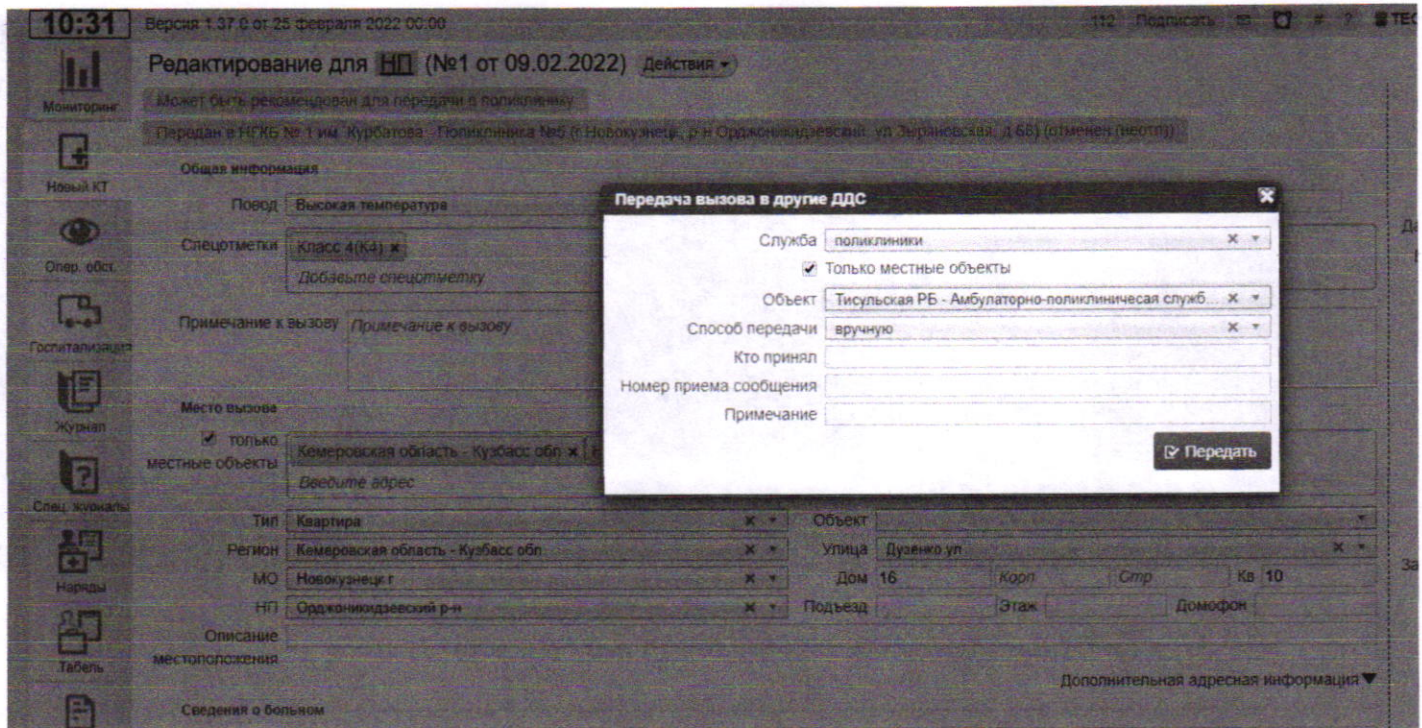 10:31 Версия 1.37.0 от 25 февраля 2022 00:00 112 Подписать # ? ТЕС
Редактирование для НП (№1 от 09.02.2022) Действия
Мониторинг
Может быть рекомендован для передачи в поликлинику
Передан в НГКБ № 1 им. Курбатова - Поликлиника №5 (г Новокузнецк, р-н Орджоникидзевский, ул Зыряновская, д 68) (отменен (неотл))
Новый КТ
Общая информация
Повод Высокая температура
Спецотметки Класс 4(К4) ×
Добавьте спецотметку
Опер. обст.
Примечание к вызову Примечание к вызову
Госпитализация
Журнал
Место вызова
только местные объекты
Кемеровская область - Кузбасс обл ×
Введите адрес
Спец. журналы
Передача вызова в другие ДДС
Служба поликлиники
Только местные объекты
Объект Тисульская РБ - Амбулаторно-поликлиничесая служб...
Способ передачи вручную
Кто принял
Номер приема сообщения
Примечание
Передать
Тип Квартира Объект
Регион Кемеровская область - Кузбасс обл Улица Дузенко ул
МО Новокузнецк г Дом 16 Корп Стр Кв 10
Наряды
НП Орджоникидзевский р-н Подъезд Этаж Домофон
Описание местоположения
Табель
Дополнительная адресная информация
Сведения о больном
Да
За